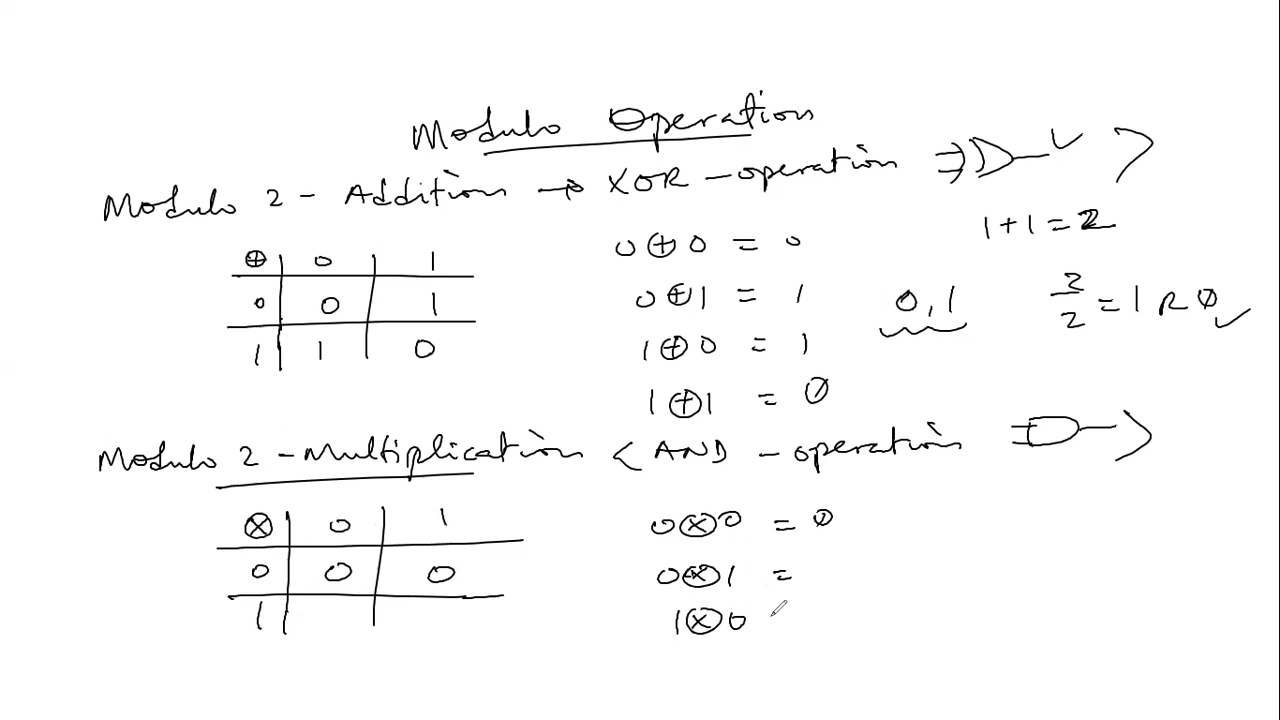 Modulo Operation
Modulo 2 - Addition → XOR - operation
1 + 1 = 2
⊕ 0 1
0 0 1
1 1 0
0 ⊕ 0 = 0
0 ⊕ 1 = 1
1 ⊕ 0 = 1
1 ⊕ 1 = 0
0, 1
2/2 = 1 R 0
Modulo 2 - Multiplication < AND - operation
⊗ 0 1
0 0 0
1
0 ⊗ 0 = 0
0 ⊗ 1 =
1 ⊗ 0